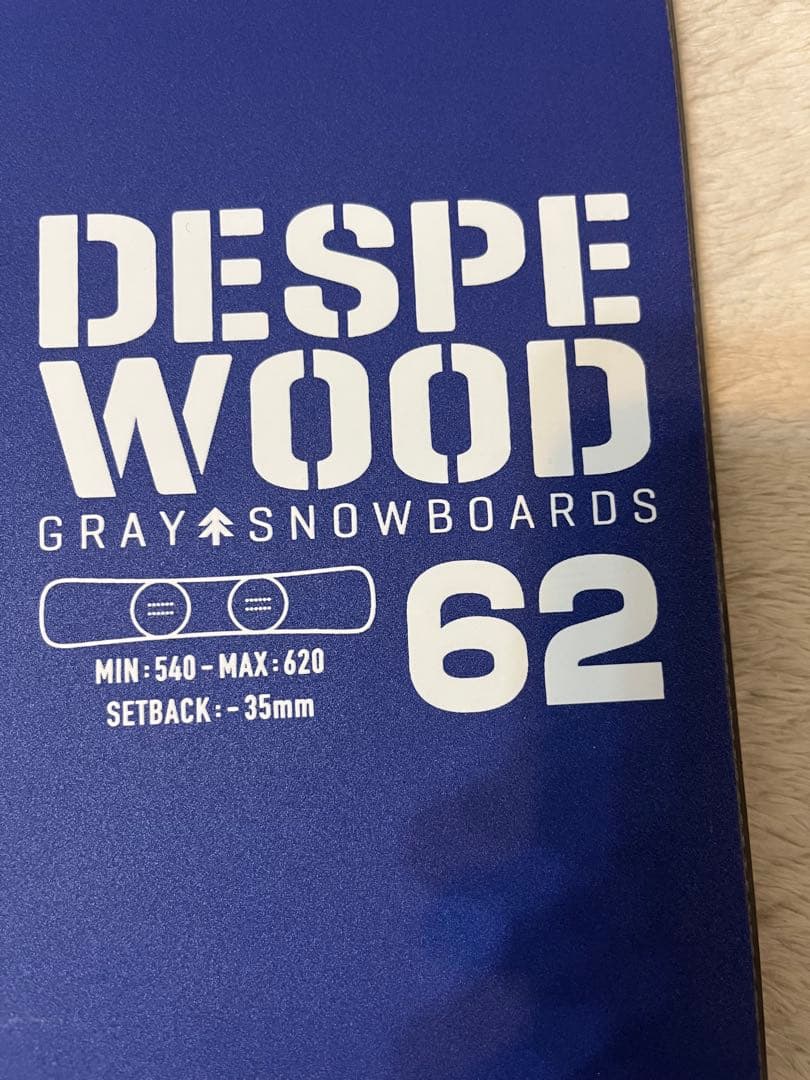 DESPE
WOOD
GRAY SNOWBOARDS
62
MIN:540-MAX:620
SETBACK:-35mm